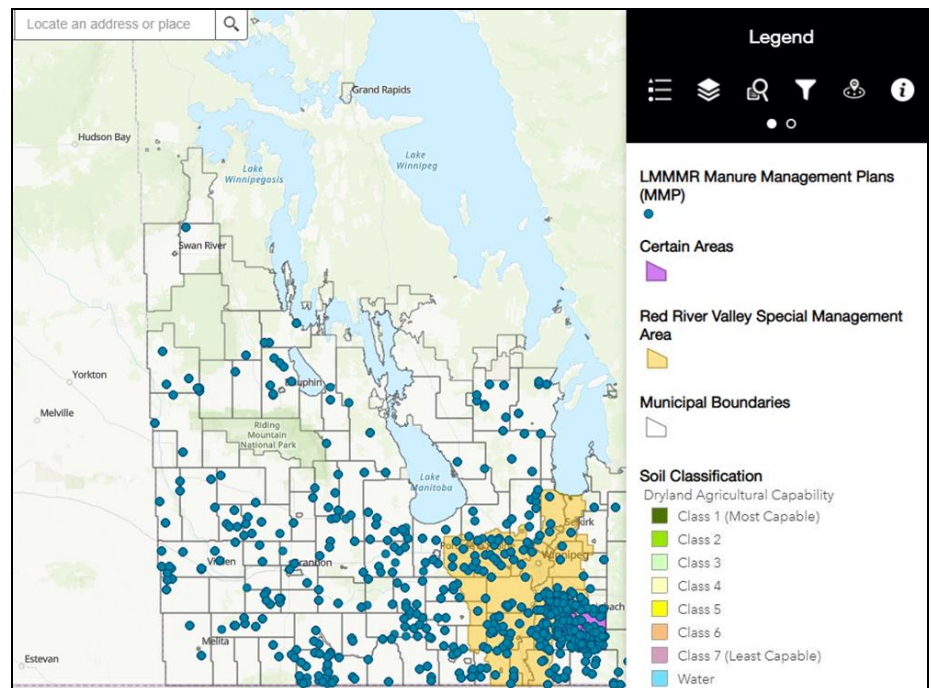 Locate an address or place
Grand Rapids
Hudson Bay
Lake
Winnipeg
Lake
Winnipegosis
Swan River
Yorkton
Dauphin
Melville
Riding
Mountain
National Park
Lake
Manitoba
Selkirk
Winnipeg
Virden
Brandon
Melita
Estevan
Legend
LMMMR Manure Management Plans
(MMP)
Certain Areas
Red River Valley Special Management
Area
Municipal Boundaries
Soil Classification
Dryland Agricultural Capability
Class 1 (Most Capable)
Class 2
Class 3
Class 4
Class 5
Class 6
Class 7 (Least Capable)
Water